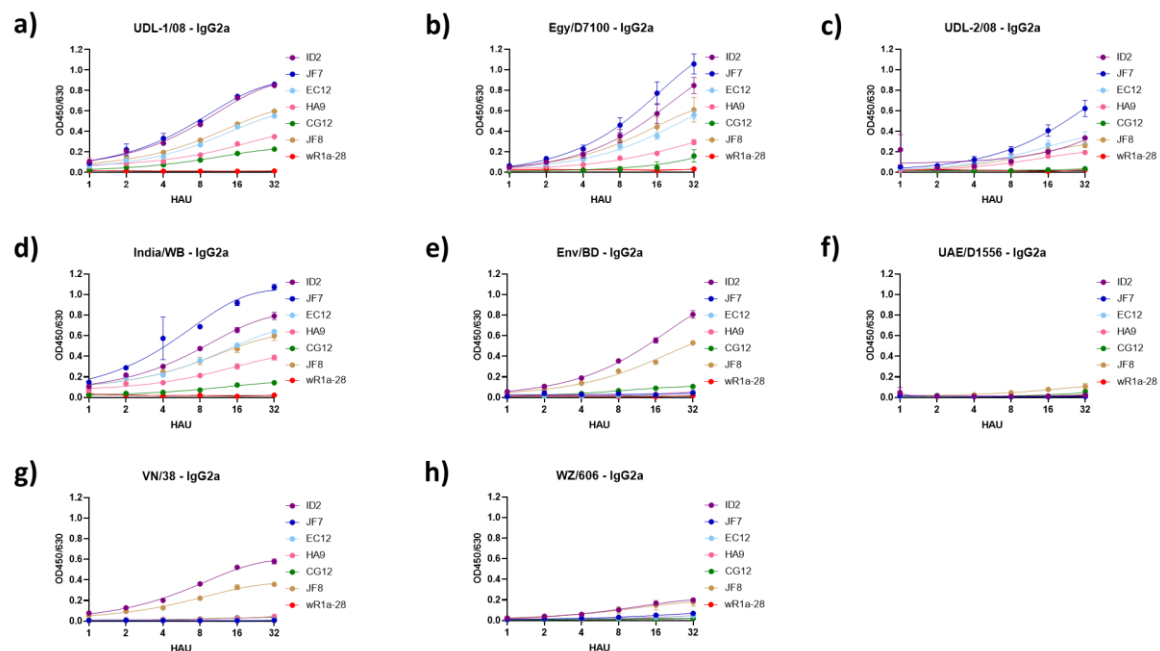 a)
UDL-1/08 - IgG2a
OD450/630
1.2
1.0
0.8
0.6
0.4
0.2
0.0
1 2 4 8 16 32
HAU
ID2
JF7
EC12
HA9
CG12
JF8
wR1a-28
b)
Egy/D7100 - IgG2a
OD450/630
1.2
1.0
0.8
0.6
0.4
0.2
0.0
1 2 4 8 16 32
HAU
ID2
JF7
EC12
HA9
CG12
JF8
wR1a-28
c)
UDL-2/08 - IgG2a
OD450/630
1.2
1.0
0.8
0.6
0.4
0.2
0.0
1 2 4 8 16 32
HAU
ID2
JF7
EC12
HA9
CG12
JF8
wR1a-28
d)
India/WB - IgG2a
OD450/630
1.2
1.0
0.8
0.6
0.4
0.2
0.0
1 2 4 8 16 32
HAU
ID2
JF7
EC12
HA9
CG12
JF8
wR1a-28
e)
Env/BD - IgG2a
OD450/630
1.2
1.0
0.8
0.6
0.4
0.2
0.0
1 2 4 8 16 32
HAU
ID2
JF7
EC12
HA9
CG12
JF8
wR1a-28
f)
UAE/D1556 - IgG2a
OD450/630
1.2
1.0
0.8
0.6
0.4
0.2
0.0
1 2 4 8 16 32
HAU
ID2
JF7
EC12
HA9
CG12
JF8
wR1a-28
g)
VN/38 - IgG2a
OD450/630
1.2
1.0
0.8
0.6
0.4
0.2
0.0
1 2 4 8 16 32
HAU
ID2
JF7
EC12
HA9
CG12
JF8
wR1a-28
h)
WZ/606 - IgG2a
OD450/630
1.2
1.0
0.8
0.6
0.4
0.2
0.0
1 2 4 8 16 32
HAU
ID2
JF7
EC12
HA9
CG12
JF8
wR1a-28